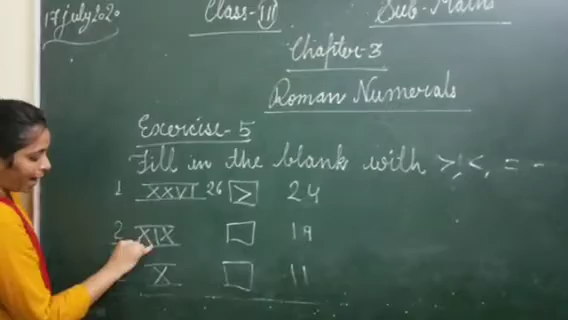 17 July 2020
Class - III
Sub - Maths
Chapter - 3
Roman Numerals
Exercise - 5
Fill in the blank with >, <, = -
1 XXVI 26 > 24
2 XIX 19
X 11